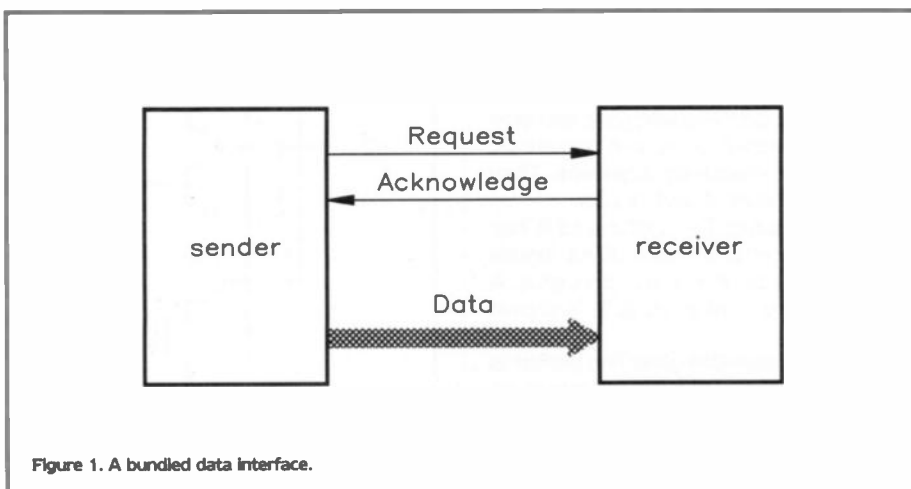 Request
Acknowledge
sender
receiver
Data
Figure 1. A bundled data interface.